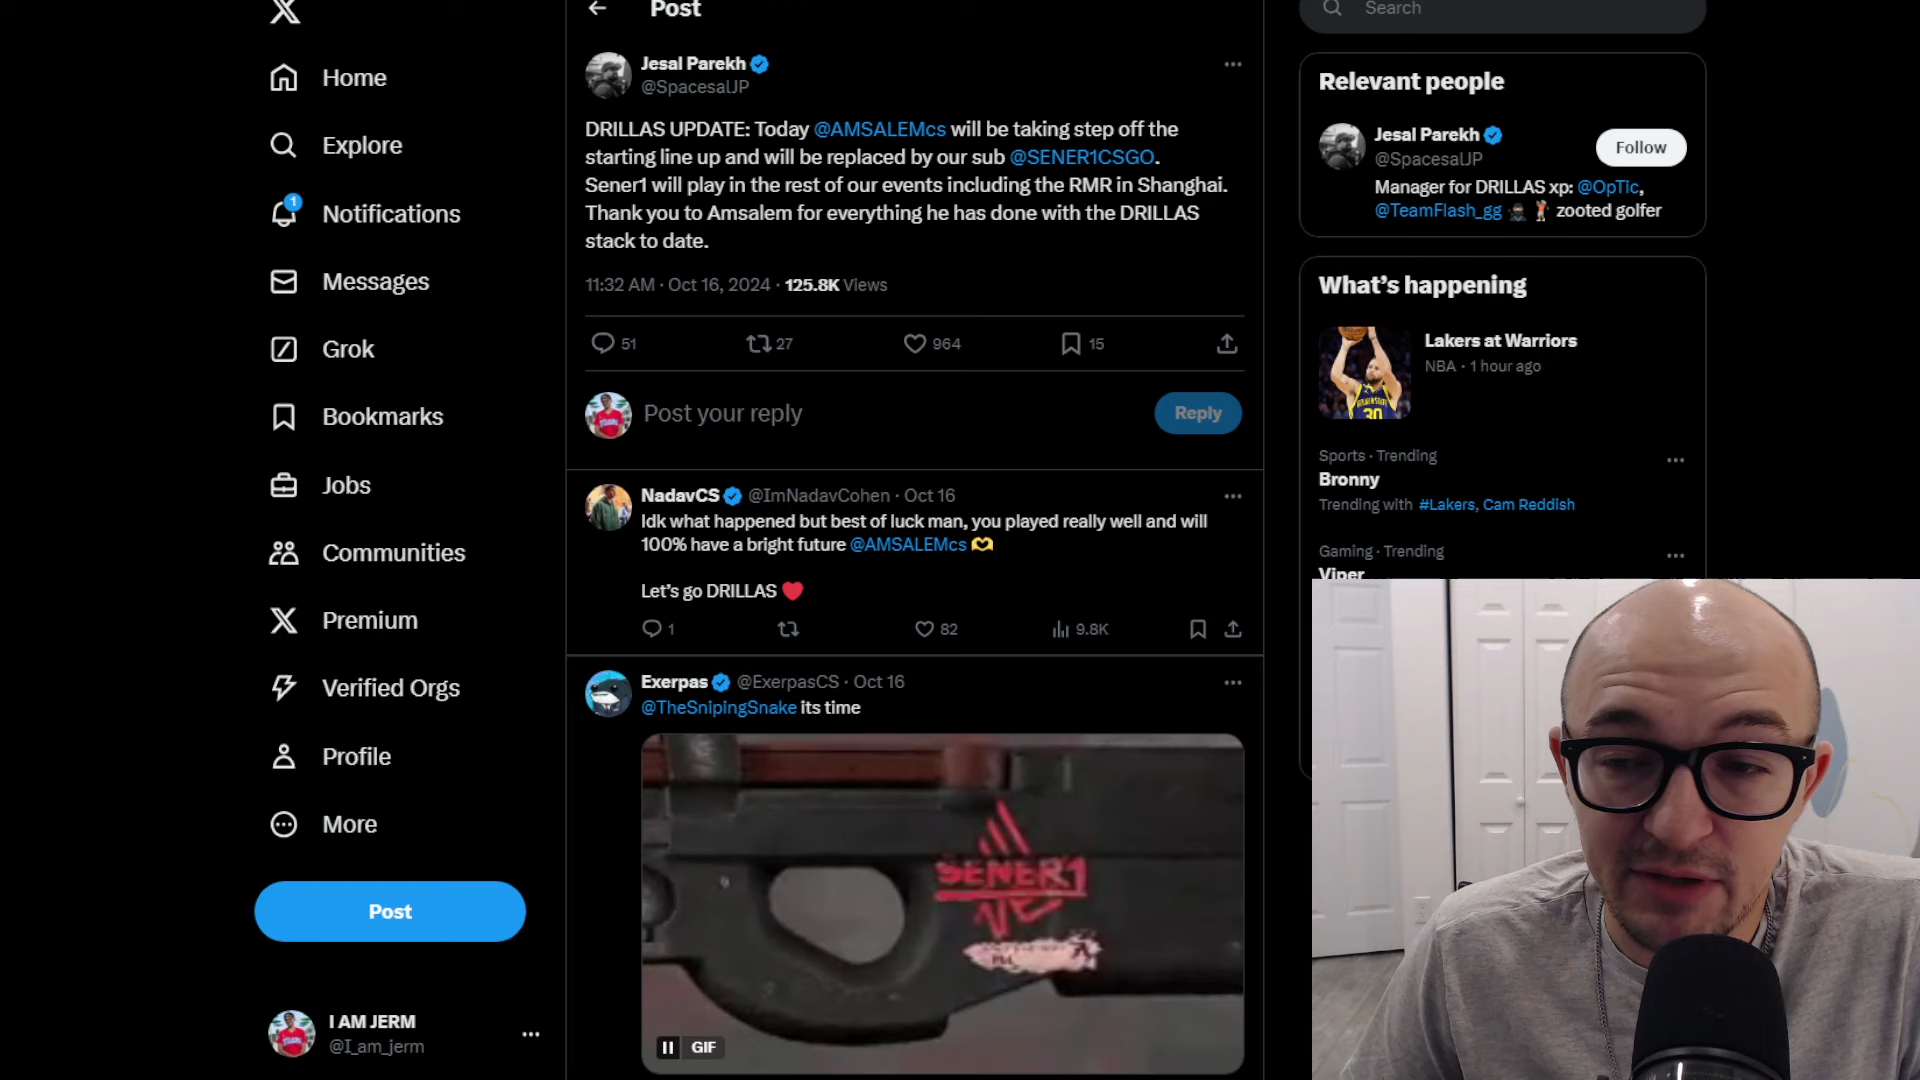 Home
Explore
1
Notifications
Messages
Grok
Bookmarks
Jobs
Communities
Premium
Verified Orgs
Profile
More
Post
I AM JERM
@I_am_jerm
Post
Jesal Parekh
@SpacesalJP
DRILLAS UPDATE: Today @AMSALEMcs will be taking step off the
starting line up and will be replaced by our sub @SENER1CSGO.
Sener1 will play in the rest of our events including the RMR in Shanghai.
Thank you to Amsalem for everything he has done with the DRILLAS
stack to date.
11:32 AM · Oct 16, 2024 · 125.8K Views
51 27 964 15
Post your reply
Reply
NadavCS @ImNadavCohen · Oct 16
Idk what happened but best of luck man, you played really well and will
100% have a bright future @AMSALEMcs 🫶
Let's go DRILLAS ❤️
1 82 9.8K
Exerpas @ExerpasCS · Oct 16
@TheSnipingSnake its time
SENER1
GIF
Search
Relevant people
Jesal Parekh
@SpacesalJP
Follow
Manager for DRILLAS xp: @OpTic,
@TeamFlash_gg 🥷🏿 🏌 zooted golfer
What's happening
Lakers at Warriors
NBA · 1 hour ago
30
Sports · Trending
Bronny
Trending with #Lakers, Cam Reddish
Gaming · Trending
Viper